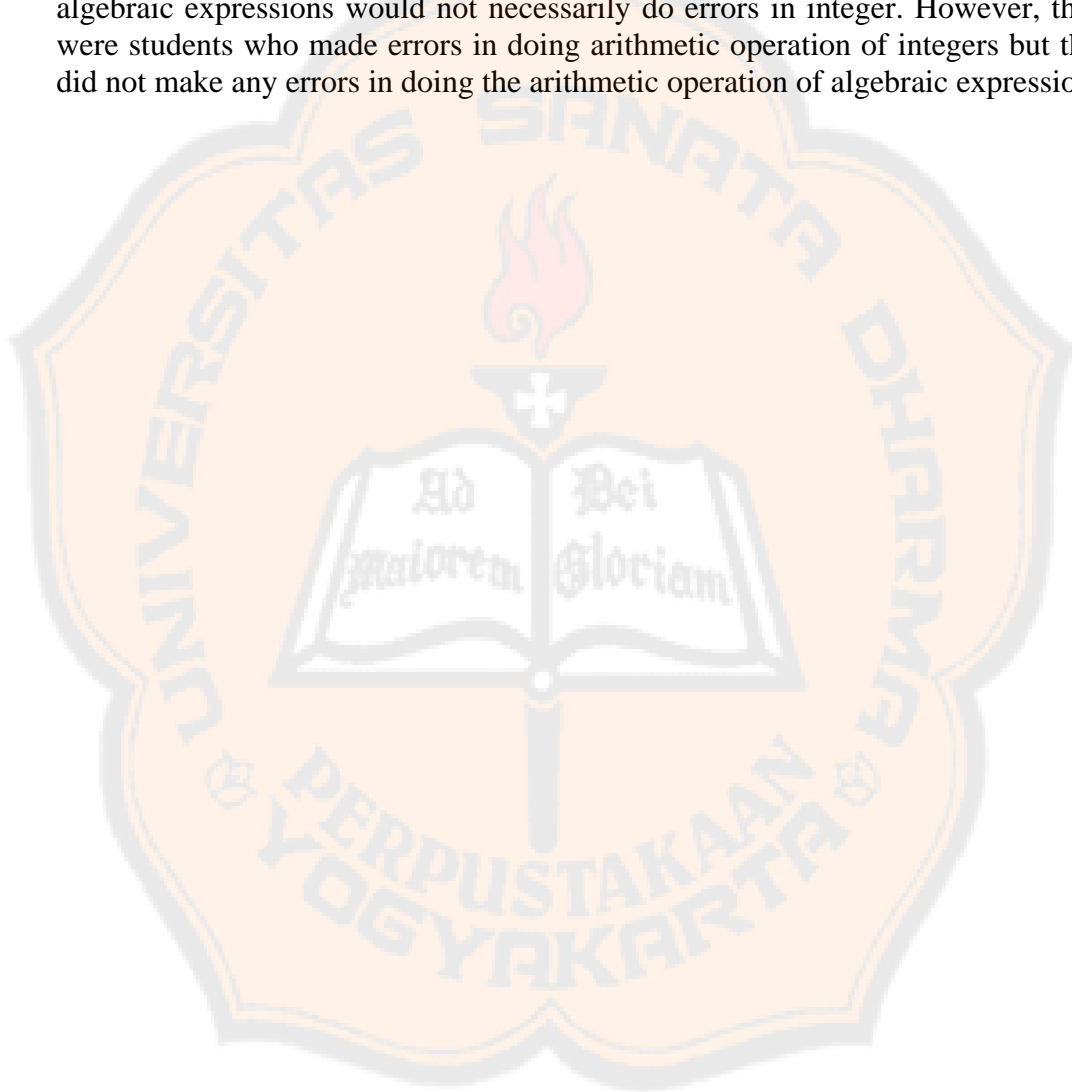 algebraic expressions would not necessarily do errors in integer. However, th
were students who made errors in doing arithmetic operation of integers but th
did not make any errors in doing the arithmetic operation of algebraic expressio
UNIVERSITAS SANATA DHARMA
Ad Dei
Maiorem Gloriam
PERPUSTAKAAN
YOGYAKARTA